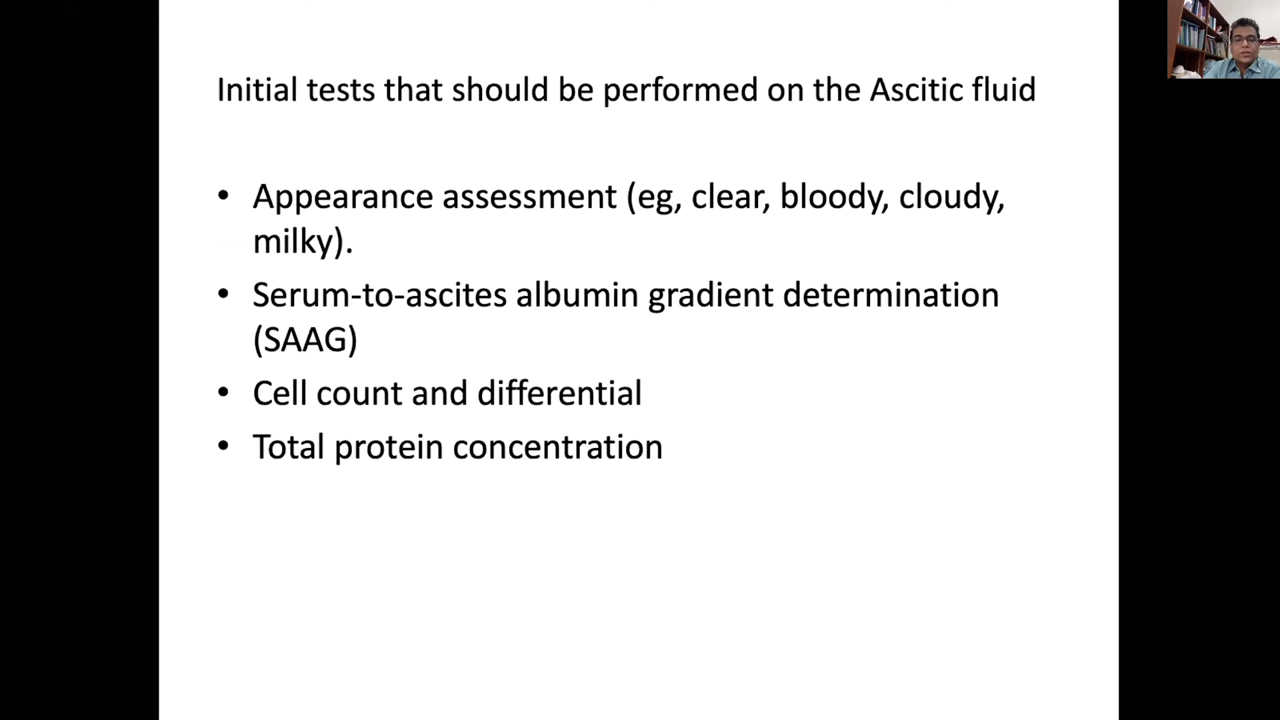 Initial tests that should be performed on the Ascitic fluid
• Appearance assessment (eg, clear, bloody, cloudy,
milky).
• Serum-to-ascites albumin gradient determination
(SAAG)
• Cell count and differential
• Total protein concentration